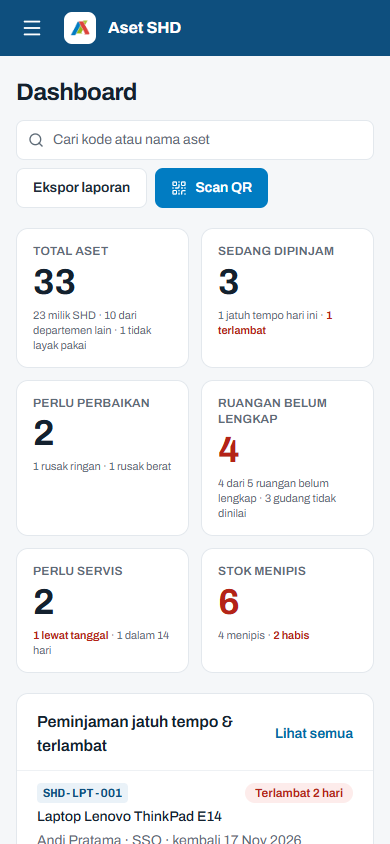 Aset SHD
Dashboard
Cari kode atau nama aset
Ekspor laporan
Scan QR
TOTAL ASET
33
23 milik SHD · 10 dari
departemen lain · 1 tidak
layak pakai
SEDANG DIPINJAM
3
1 jatuh tempo hari ini · 1
terlambat
PERLU PERBAIKAN
2
1 rusak ringan · 1 rusak berat
RUANGAN BELUM
LENGKAP
4
4 dari 5 ruangan belum
lengkap · 3 gudang tidak
dinilai
PERLU SERVIS
2
1 lewat tanggal · 1 dalam 14
hari
STOK MENIPIS
6
4 menipis · 2 habis
Peminjaman jatuh tempo &
terlambat
Lihat semua
SHD-LPT-001
Terlambat 2 hari
Laptop Lenovo ThinkPad E14
Andi Pratama · SSO · kembali 17 Nov 2026